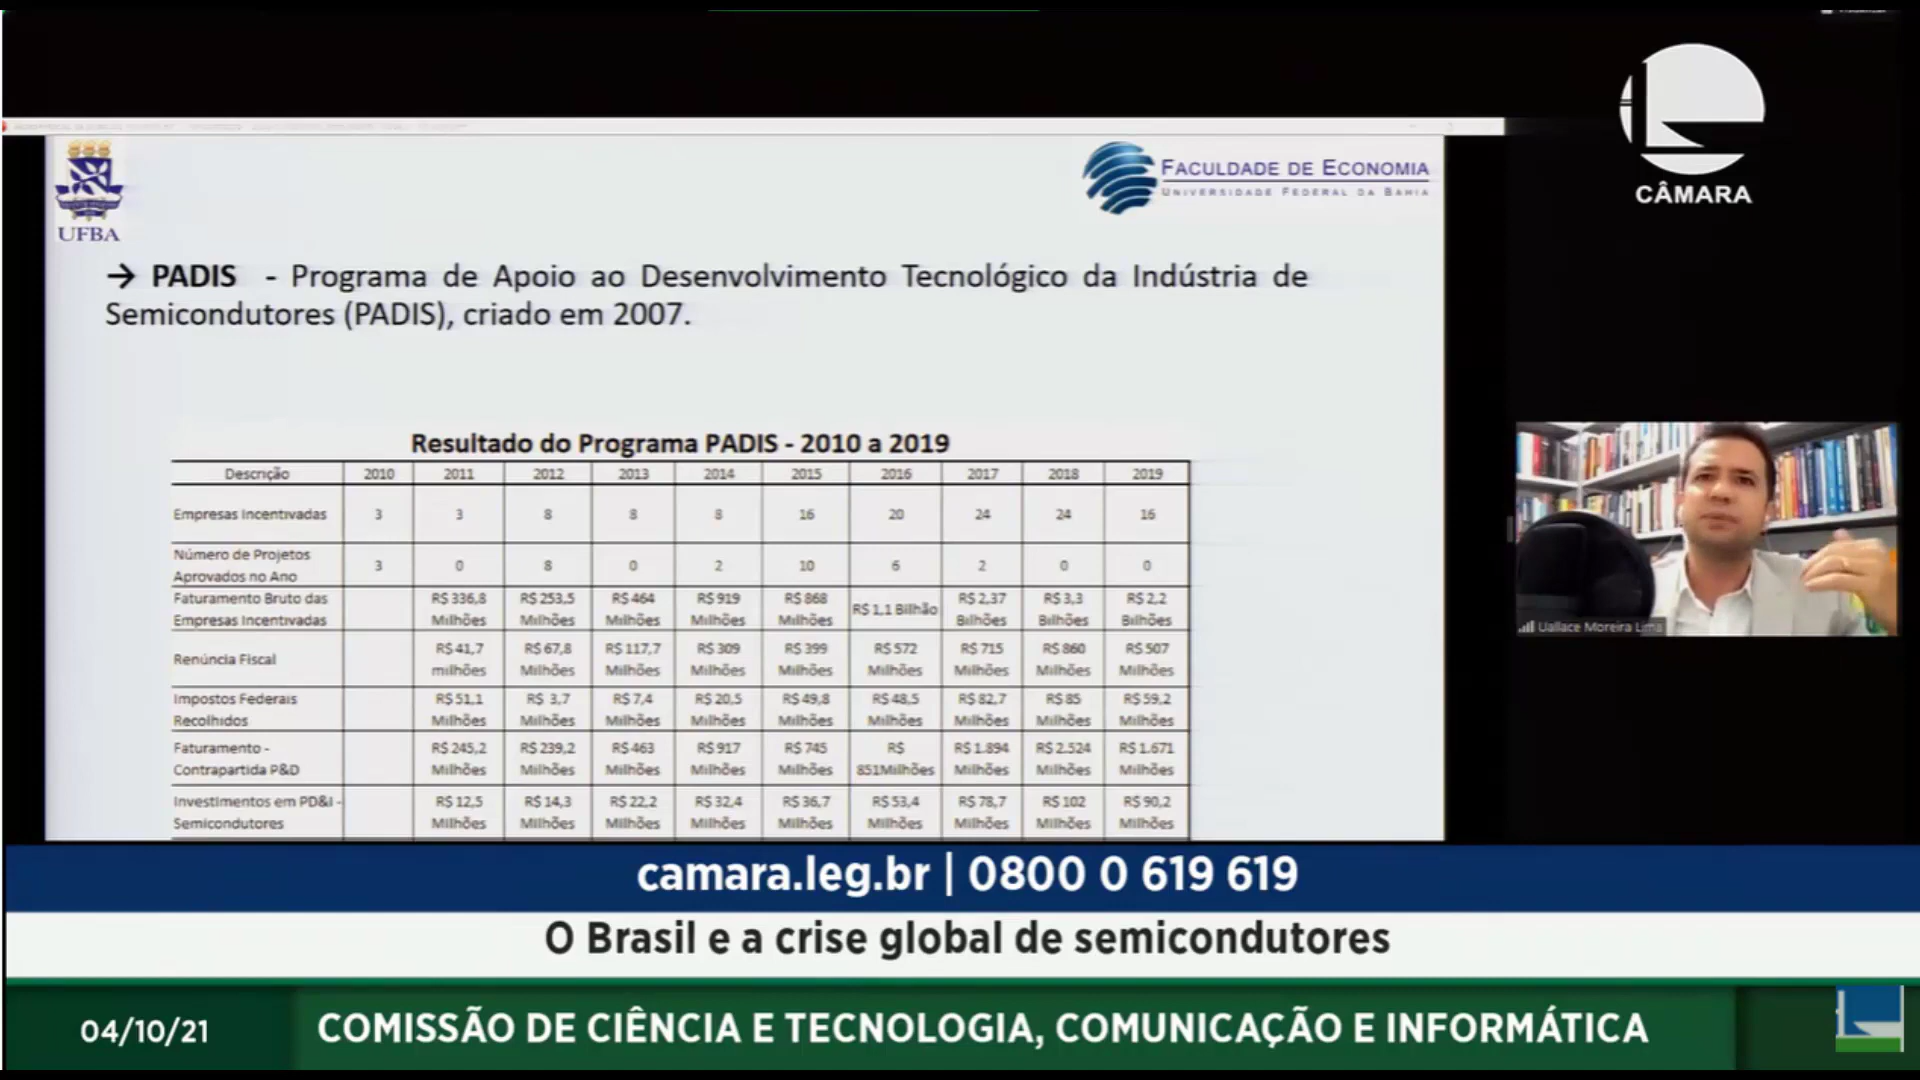 CÂMARA
UFBA
FACULDADE DE ECONOMIA
UNIVERSIDADE FEDERAL DA BAHIA
→ PADIS - Programa de Apoio ao Desenvolvimento Tecnológico da Indústria de
Semicondutores (PADIS), criado em 2007.
Resultado do Programa PADIS - 2010 a 2019
Descrição 2010 2011 2012 2013 2014 2015 2016 2017 2018 2019
Empresas Incentivadas 3 3 8 8 8 16 20 24 24 16
Número de Projetos
Aprovados no Ano 3 0 8 0 2 10 6 2 0 0
Faturamento Bruto das R$ 336,8 R$ 253,5 R$ 464 R$ 919 R$ 868 R$ 1,1 Bilhão R$ 2,37 R$ 3,3 R$ 2,2
Empresas Incentivadas Milhões Milhões Milhões Milhões Milhões Bilhões Bilhões Bilhões
Renúncia Fiscal R$ 41,7 R$ 67,8 R$ 117,7 R$ 309 R$ 399 R$ 572 R$ 715 R$ 860 R$ 507
milhões Milhões Milhões Milhões Milhões Milhões Milhões Milhões Milhões
Impostos Federais R$ 51,1 R$ 3,7 R$ 7,4 R$ 20,5 R$ 49,8 R$ 48,5 R$ 82,7 R$ 85 R$ 59,2
Recolhidos Milhões Milhões Milhões Milhões Milhões Milhões Milhões Milhões Milhões
Faturamento - R$ 245,2 R$ 239,2 R$ 463 R$ 917 R$ 745 R$ R$ 1.894 R$ 2.524 R$ 1.671
Contrapartida P&D Milhões Milhões Milhões Milhões Milhões 851Milhões Milhões Milhões Milhões
Investimentos em PD&I - R$ 12,5 R$ 14,3 R$ 22,2 R$ 32,4 R$ 36,7 R$ 53,4 R$ 78,7 R$ 102 R$ 90,2
Semicondutores Milhões Milhões Milhões Milhões Milhões Milhões Milhões Milhões Milhões
Uallace Moreira Lima
camara.leg.br | 0800 0 619 619
O Brasil e a crise global de semicondutores
04/10/21 COMISSÃO DE CIÊNCIA E TECNOLOGIA, COMUNICAÇÃO E INFORMÁTICA